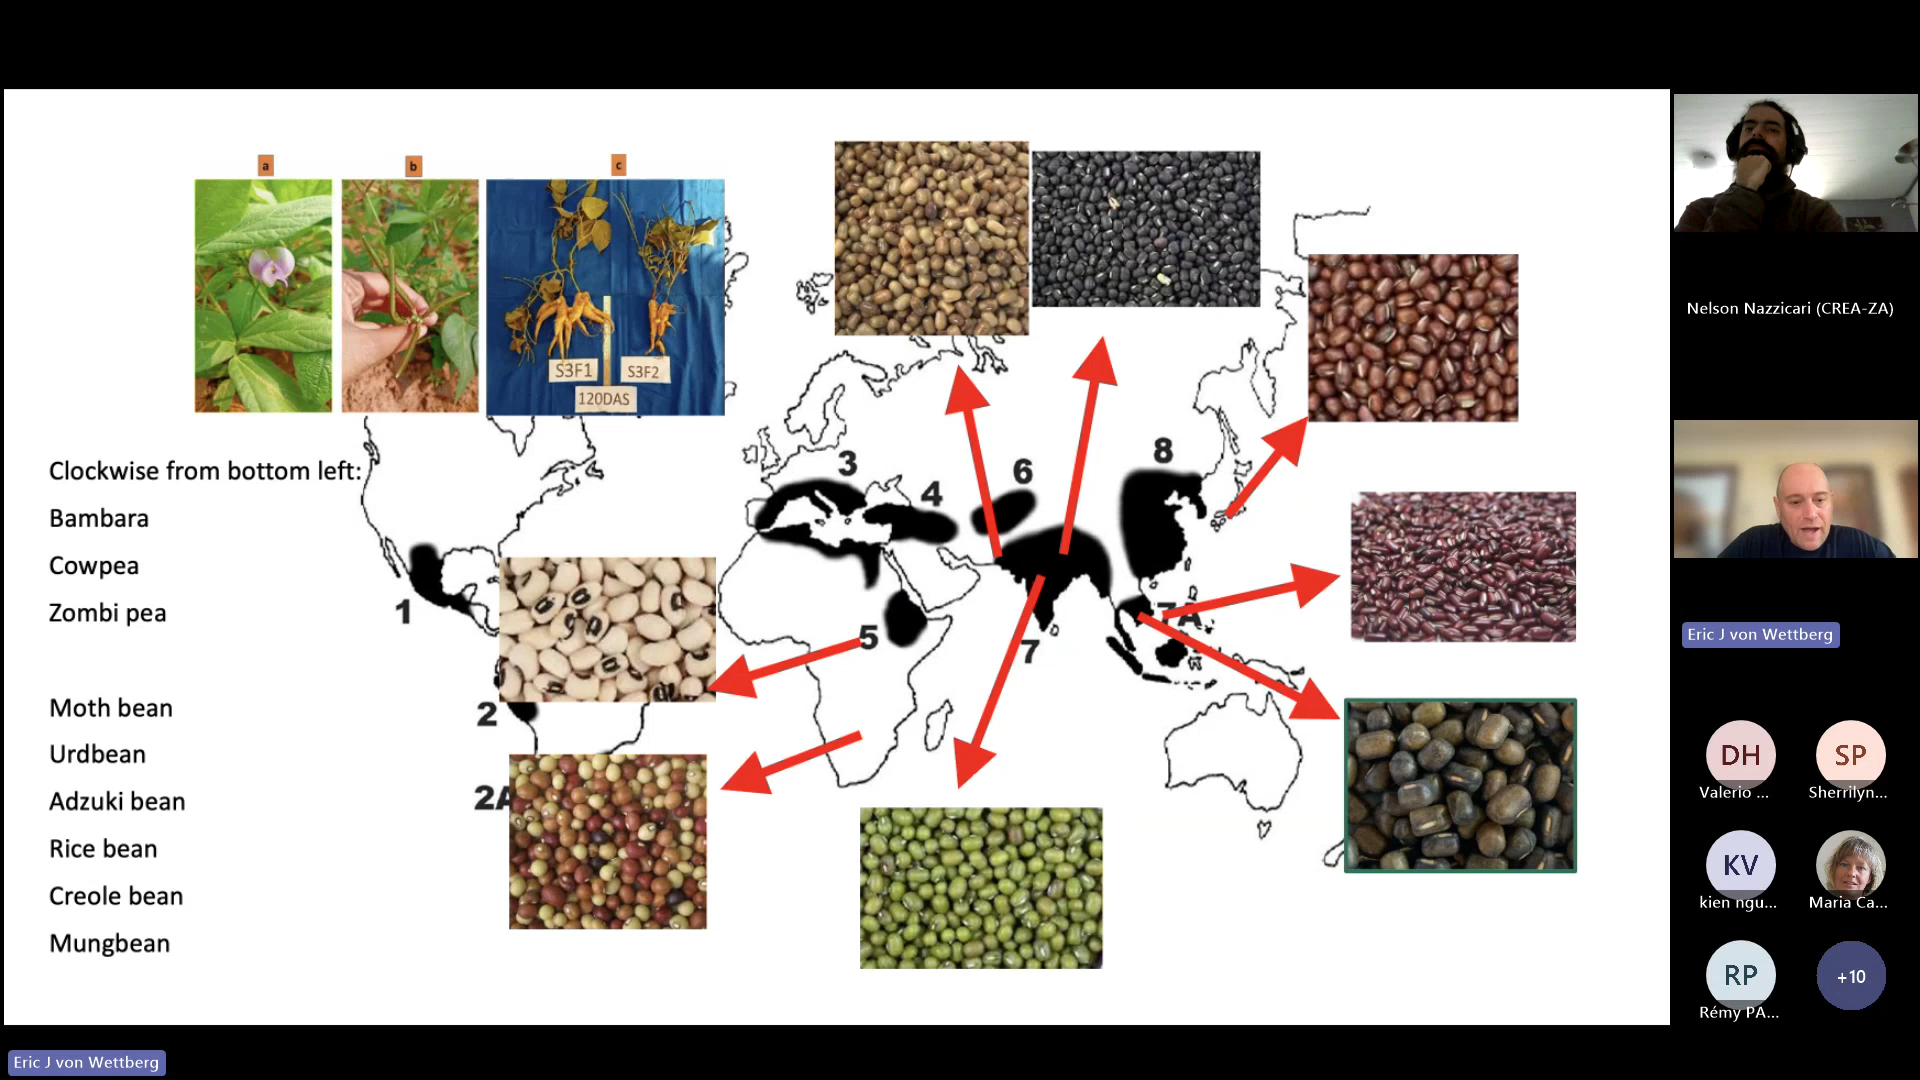 a
b
c
S3F1
S3F2
120DAS
Clockwise from bottom left:
Bambara
Cowpea
Zombi pea
Moth bean
Urdbean
Adzuki bean
Rice bean
Creole bean
Mungbean
1
2
2A
3
4
5
6
7
7A
8
Nelson Nazzicari (CREA-ZA)
Eric J von Wettberg
DH
Valerio ...
SP
Sherrilyn...
KV
kien ngu...
Maria Ca...
RP
Rémy PA...
+10
Eric J von Wettberg